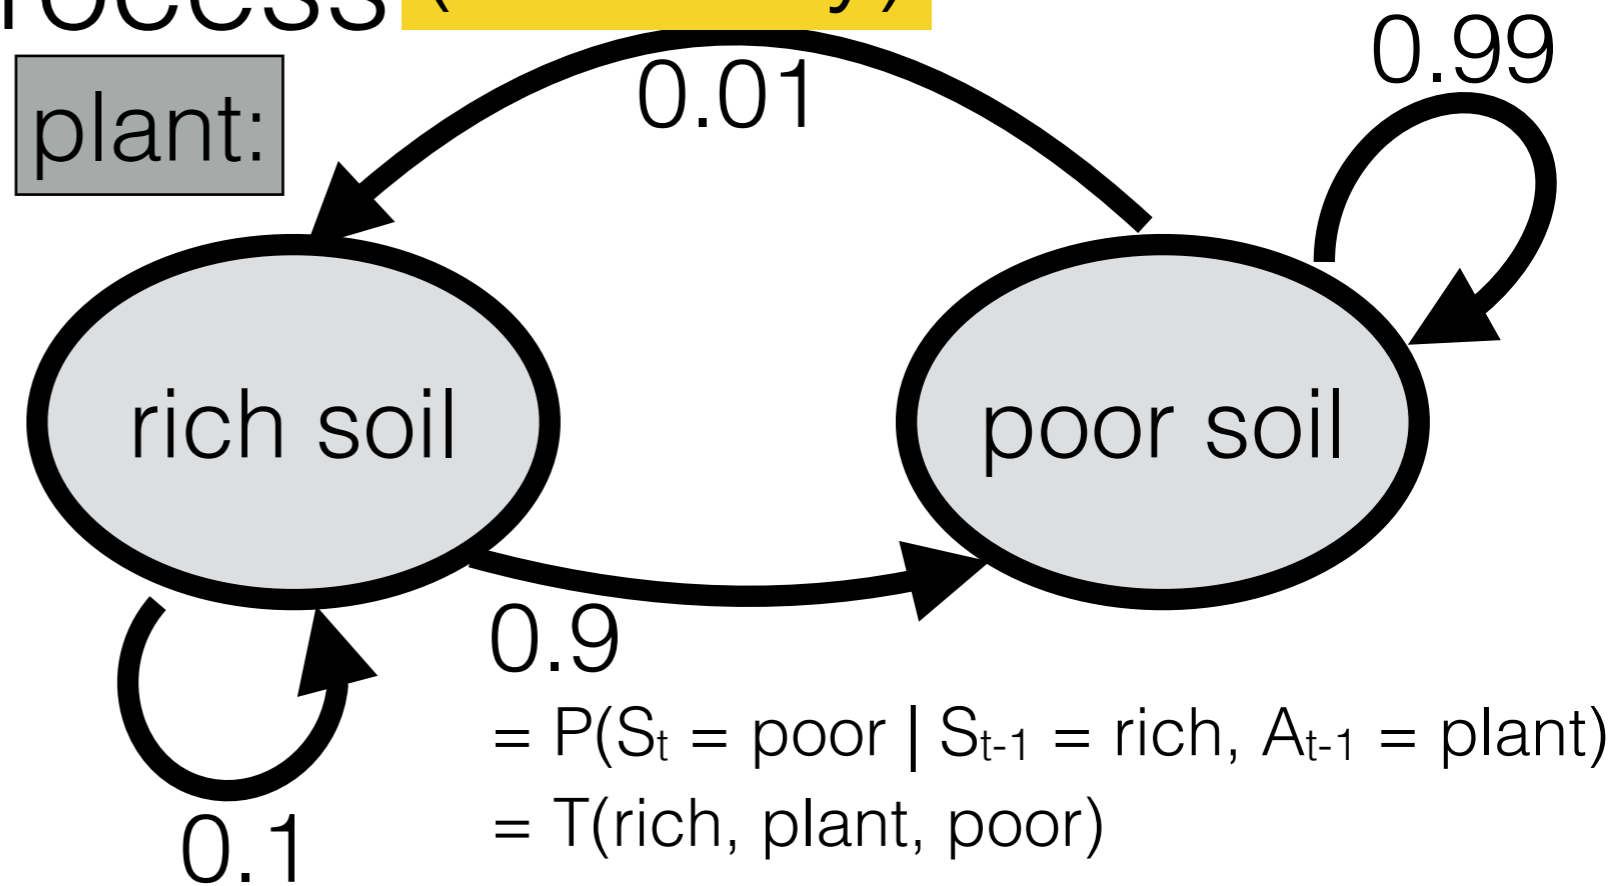 plant:
0.01
0.99
rich soil
poor soil
0.9
= P(St = poor | St-1 = rich, At-1 = plant)
= T(rich, plant, poor)
0.1